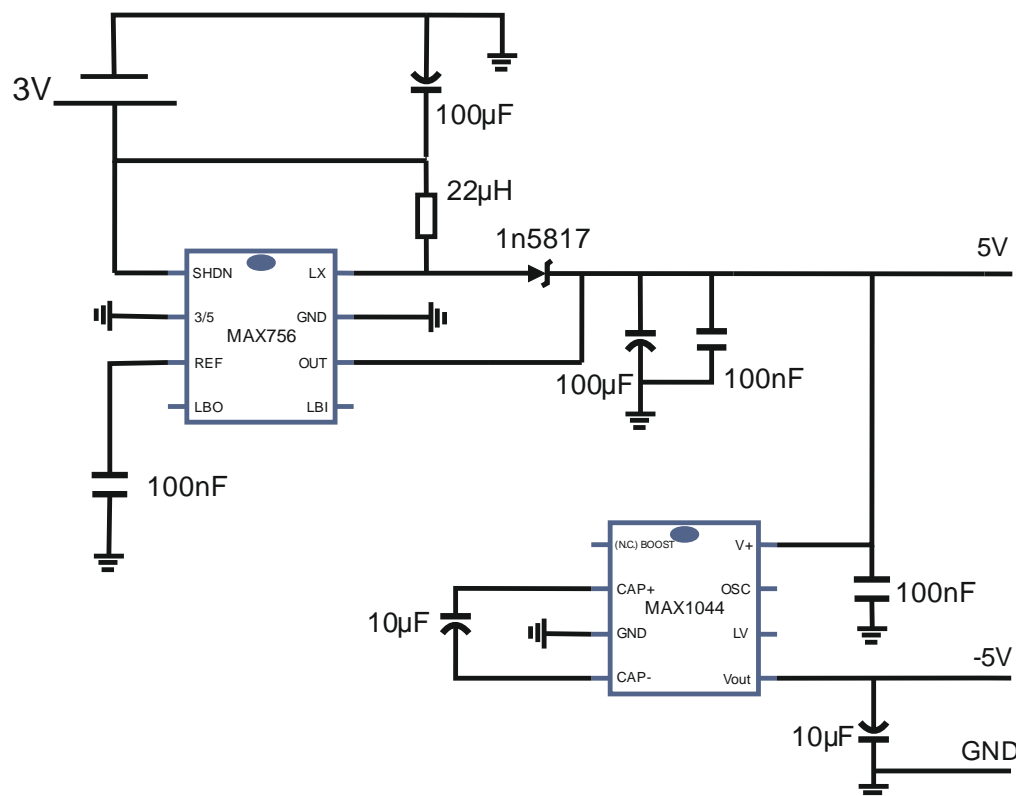 3V
100µF
22µH
1n5817
5V
SHDN
LX
3/5
GND
MAX756
REF
OUT
LBO
LBI
100µF
100nF
100nF
(N.C.) BOOST
V+
CAP+
OSC
MAX1044
100nF
10µF
GND
LV
CAP-
Vout
-5V
10µF
GND